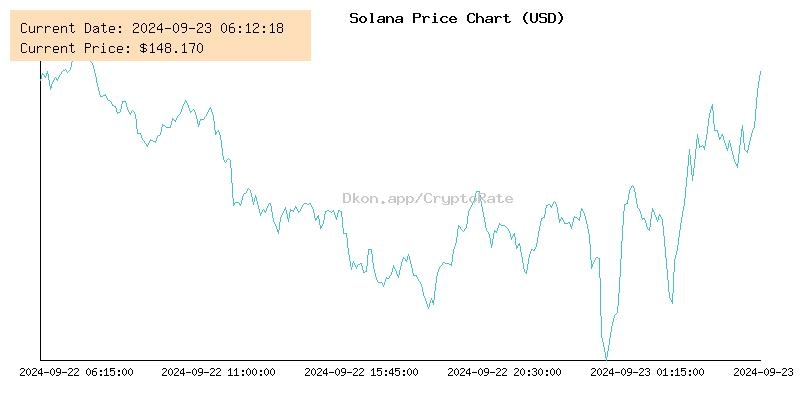 Solana Price Chart (USD)
Current Date: 2024-09-23 06:12:18
Current Price: $148.170
Dkon.app/CryptoRate
2024-09-22 06:15:00 2024-09-22 11:00:00 2024-09-22 15:45:00 2024-09-22 20:30:00 2024-09-23 01:15:00 2024-09-23